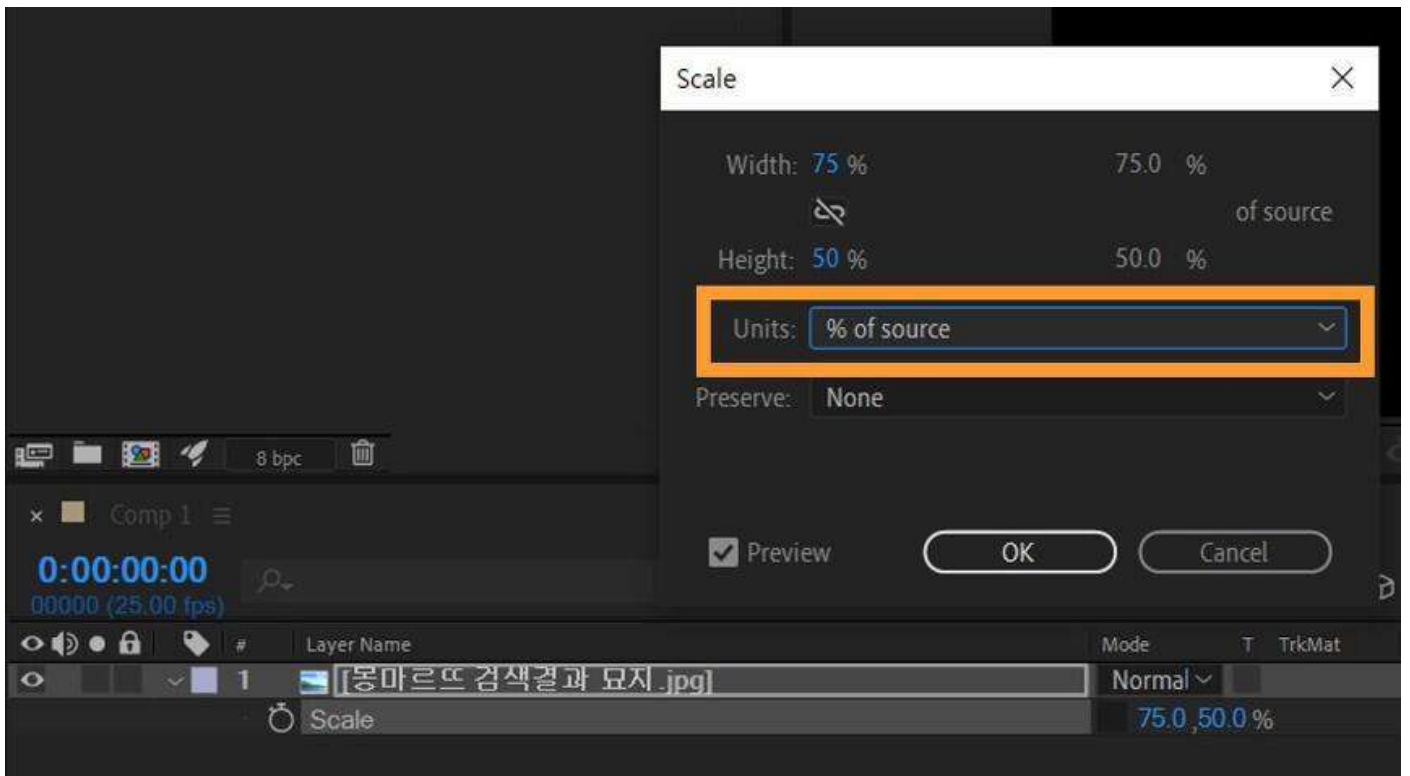 Scale
Width: 75 % 75.0 %
of source
Height: 50 % 50.0 %
Units: % of source
Preserve: None
8 bpc
Comp 1
Preview OK Cancel
0:00:00:00
00000 (25.00 fps)
# Layer Name Mode T TrkMat
1 [몽마르뜨 검색결과 묘지.jpg] Normal
Scale 75.0,50.0 %